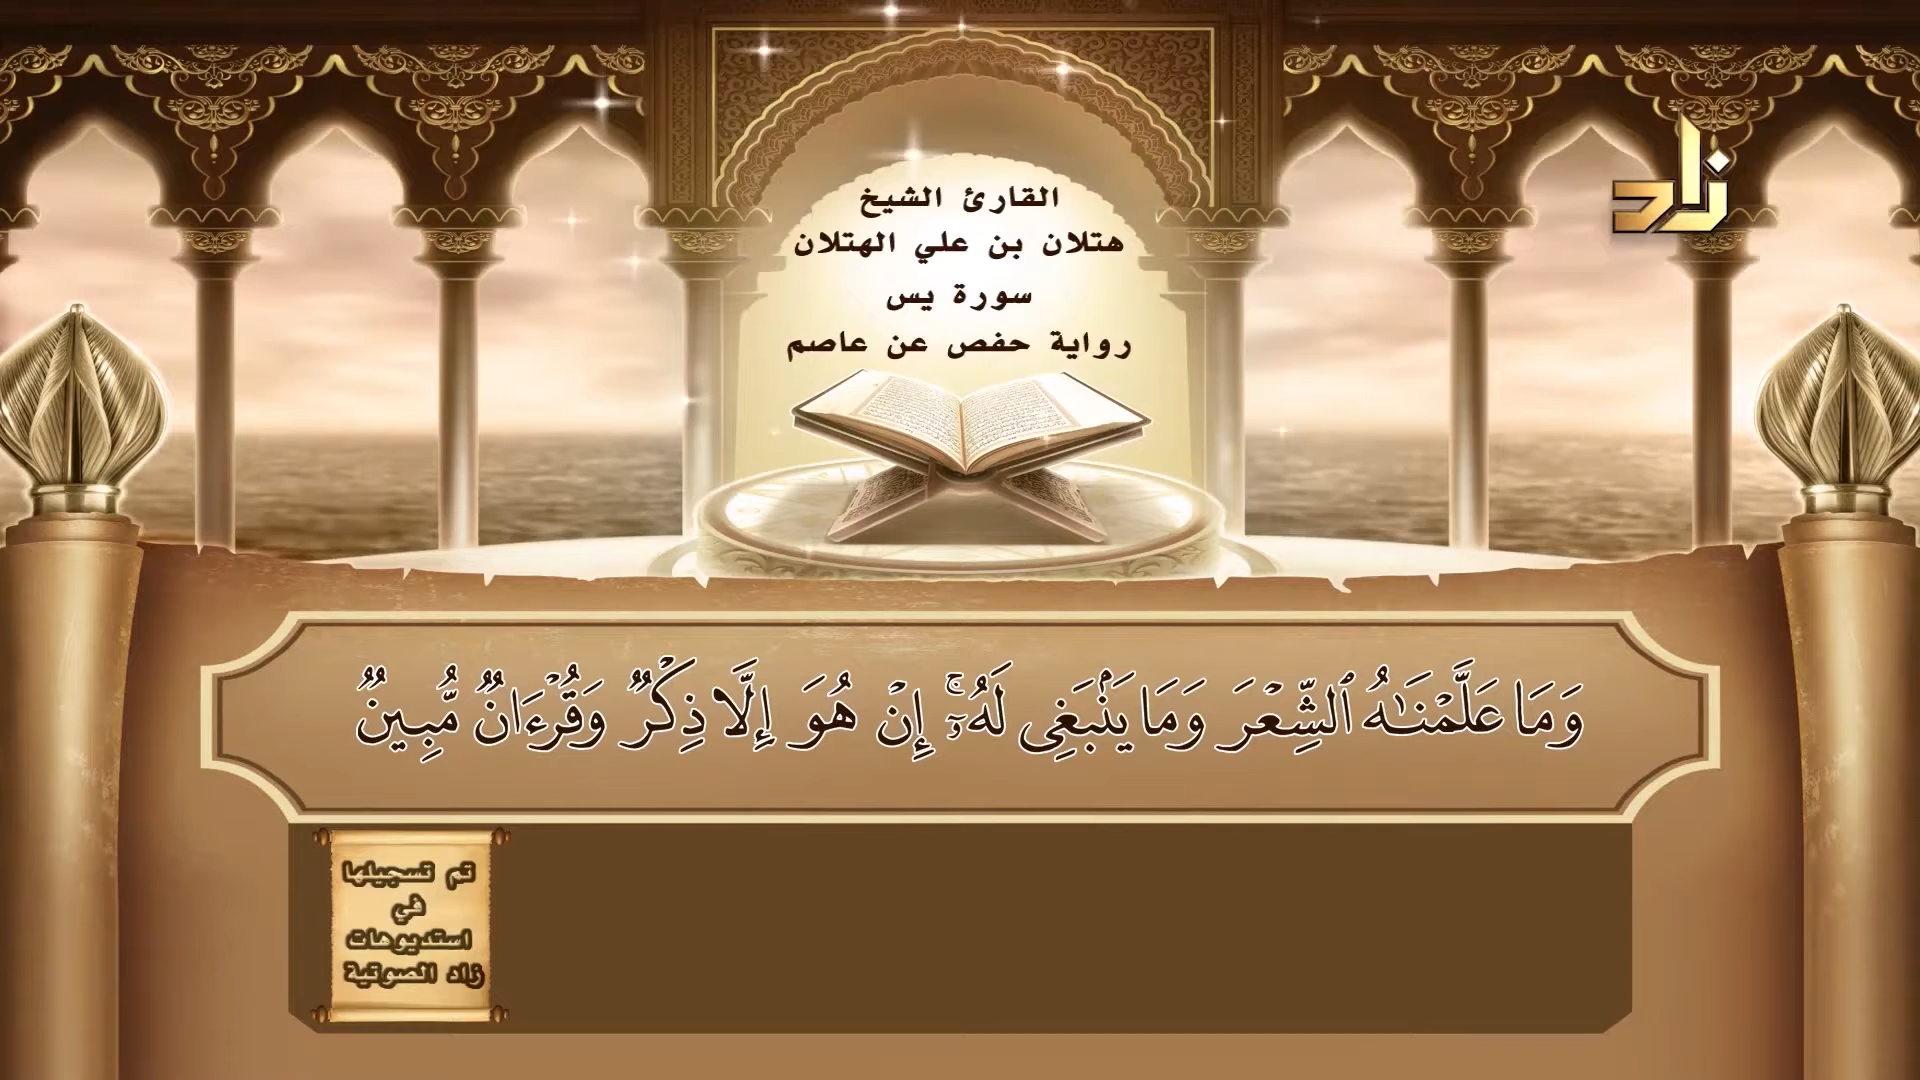 القارئ الشيخ
هتلان بن علي الهتلان
سورة يس
رواية حفص عن عاصم
زاد
وَمَا عَلَّمْنَـٰهُ ٱلشِّعْرَ وَمَا يَنۢبَغِى لَهُۥٓ ۚ إِنْ هُوَ إِلَّا ذِكْرٌ وَقُرْءَانٌ مُّبِينٌ
تم تسجيلها
في
استديوهات
زاد الصوتية